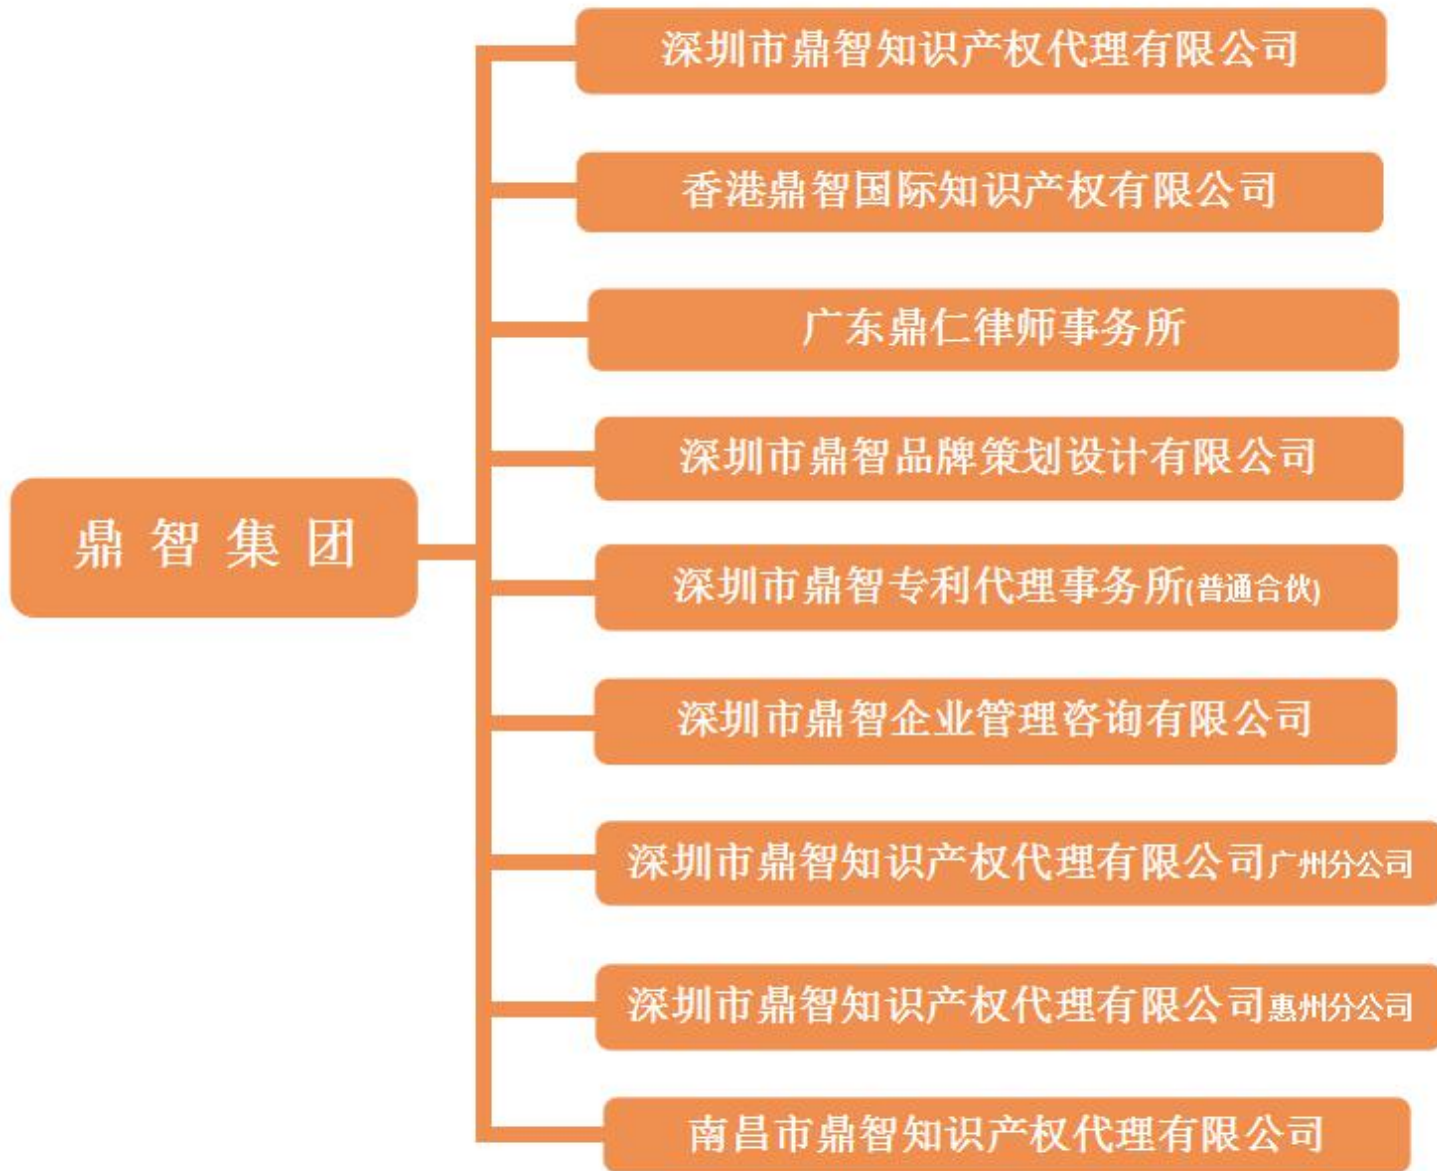 深圳市鼎智知识产权代理有限公司
香港鼎智国际知识产权有限公司
广东鼎仁律师事务所
深圳市鼎智品牌策划设计有限公司
鼎智集团
深圳市鼎智专利代理事务所(普通合伙)
深圳市鼎智企业管理咨询有限公司
深圳市鼎智知识产权代理有限公司广州分公司
深圳市鼎智知识产权代理有限公司惠州分公司
南昌市鼎智知识产权代理有限公司